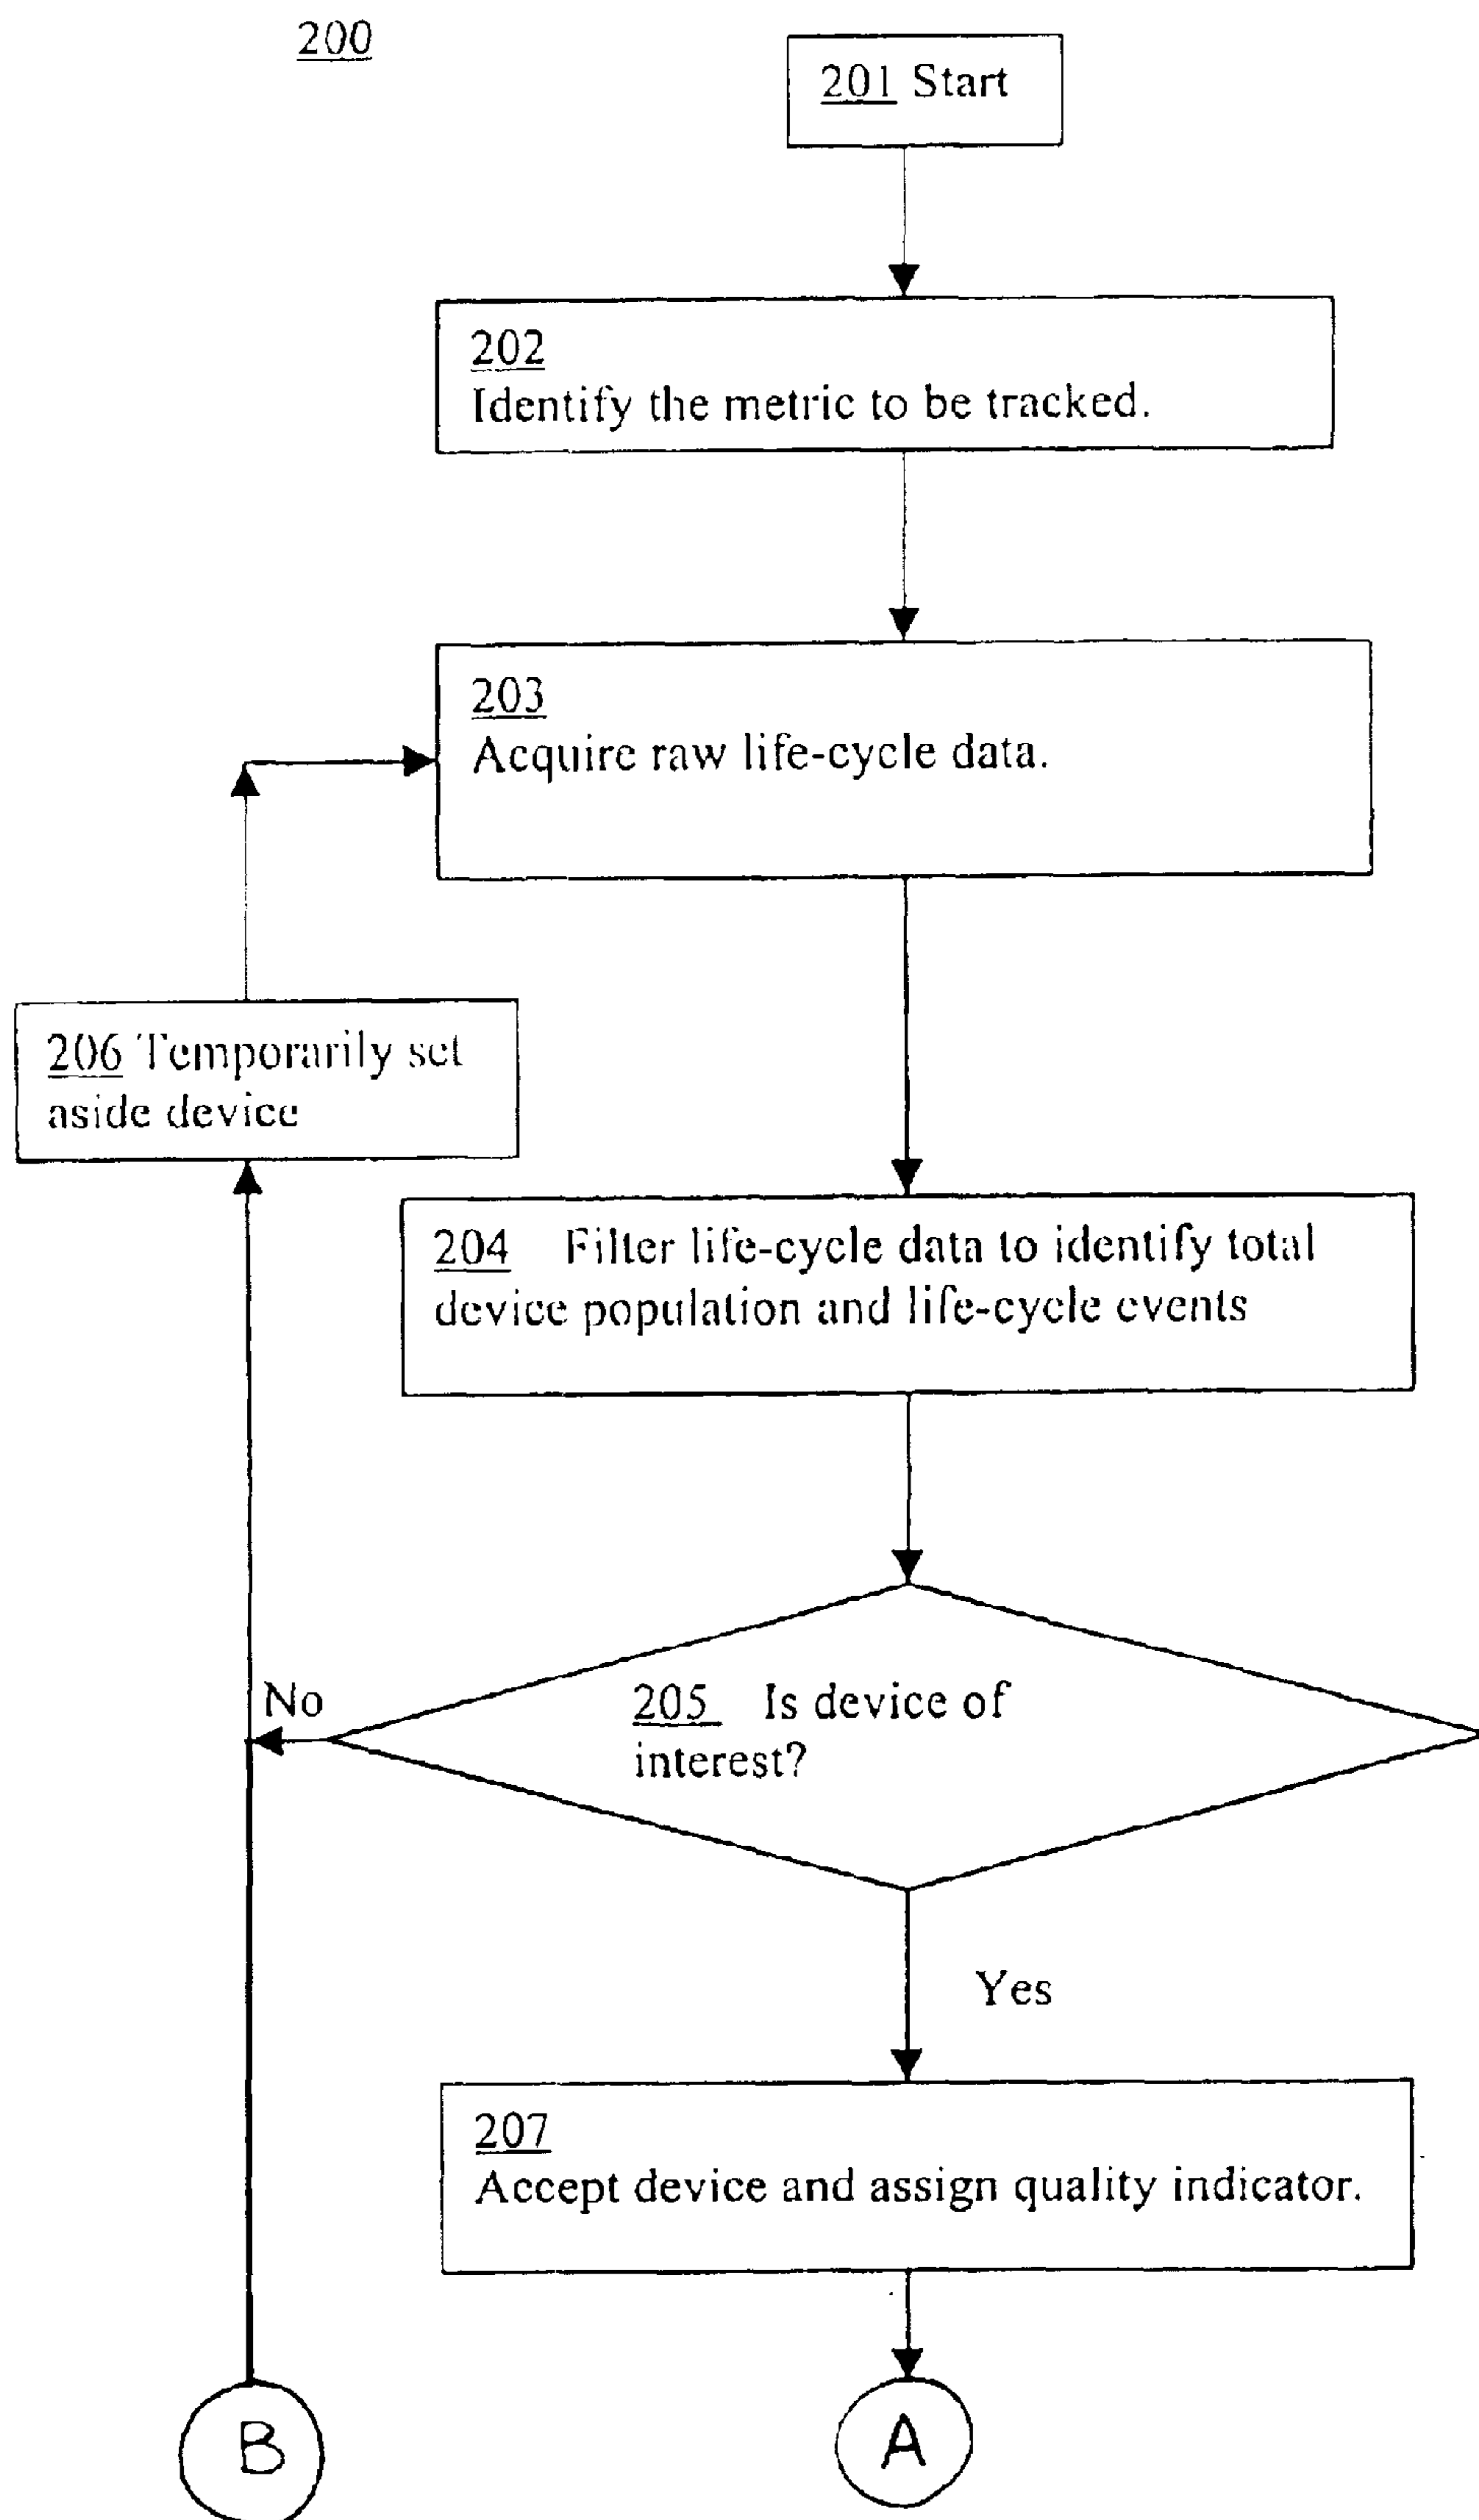 200
201 Start
202
Identify the metric to be tracked.
203
Acquire raw life-cycle data.
206 Temporarily set
aside device
204 Filter life-cycle data to identify total
device population and life-cycle events
No
205 Is device of
interest?
Yes
207
Accept device and assign quality indicator.
B
A